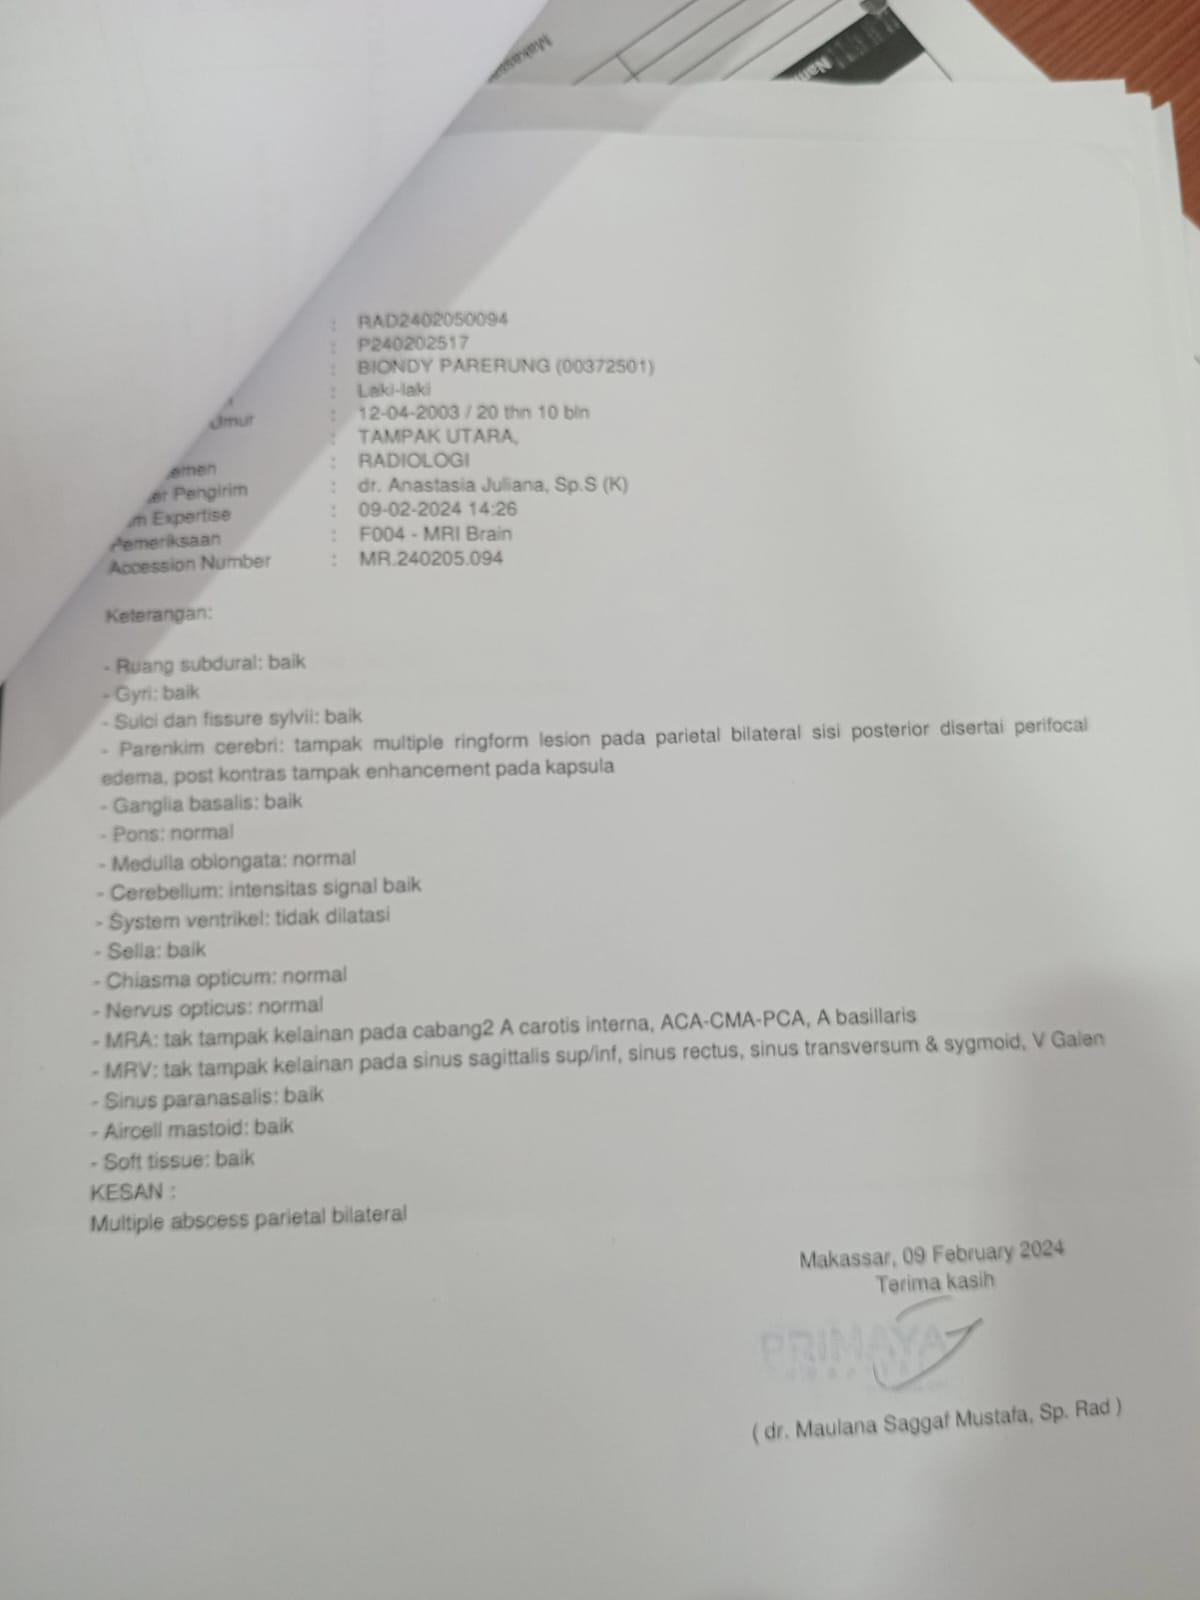 Makassar
Nam
: RAD2402050094
: P240202517
: BIONDY PARERUNG (00372501)
: Laki-laki
Umur : 12-04-2003 / 20 thn 10 bln
: TAMPAK UTARA,
emen : RADIOLOGI
er Pengirim : dr. Anastasia Juliana, Sp.S (K)
m Expertise : 09-02-2024 14:26
Pemeriksaan : F004 - MRI Brain
Accession Number : MR.240205.094
Keterangan:
- Ruang subdural: baik
- Gyri: baik
- Sulci dan fissure sylvii: baik
- Parenkim cerebri: tampak multiple ringform lesion pada parietal bilateral sisi posterior disertai perifocal
edema, post kontras tampak enhancement pada kapsula
- Ganglia basalis: baik
- Pons: normal
- Medulla oblongata: normal
- Cerebellum: intensitas signal baik
- System ventrikel: tidak dilatasi
- Sella: baik
- Chiasma opticum: normal
- Nervus opticus: normal
- MRA: tak tampak kelainan pada cabang2 A carotis interna, ACA-CMA-PCA, A basillaris
- MRV: tak tampak kelainan pada sinus sagittalis sup/inf, sinus rectus, sinus transversum & sygmoid, V Galen
- Sinus paranasalis: baik
- Aircell mastoid: baik
- Soft tissue: baik
KESAN :
Multiple abscess parietal bilateral
Makassar, 09 February 2024
Terima kasih
PRIMAYA
( dr. Maulana Saggaf Mustafa, Sp. Rad )